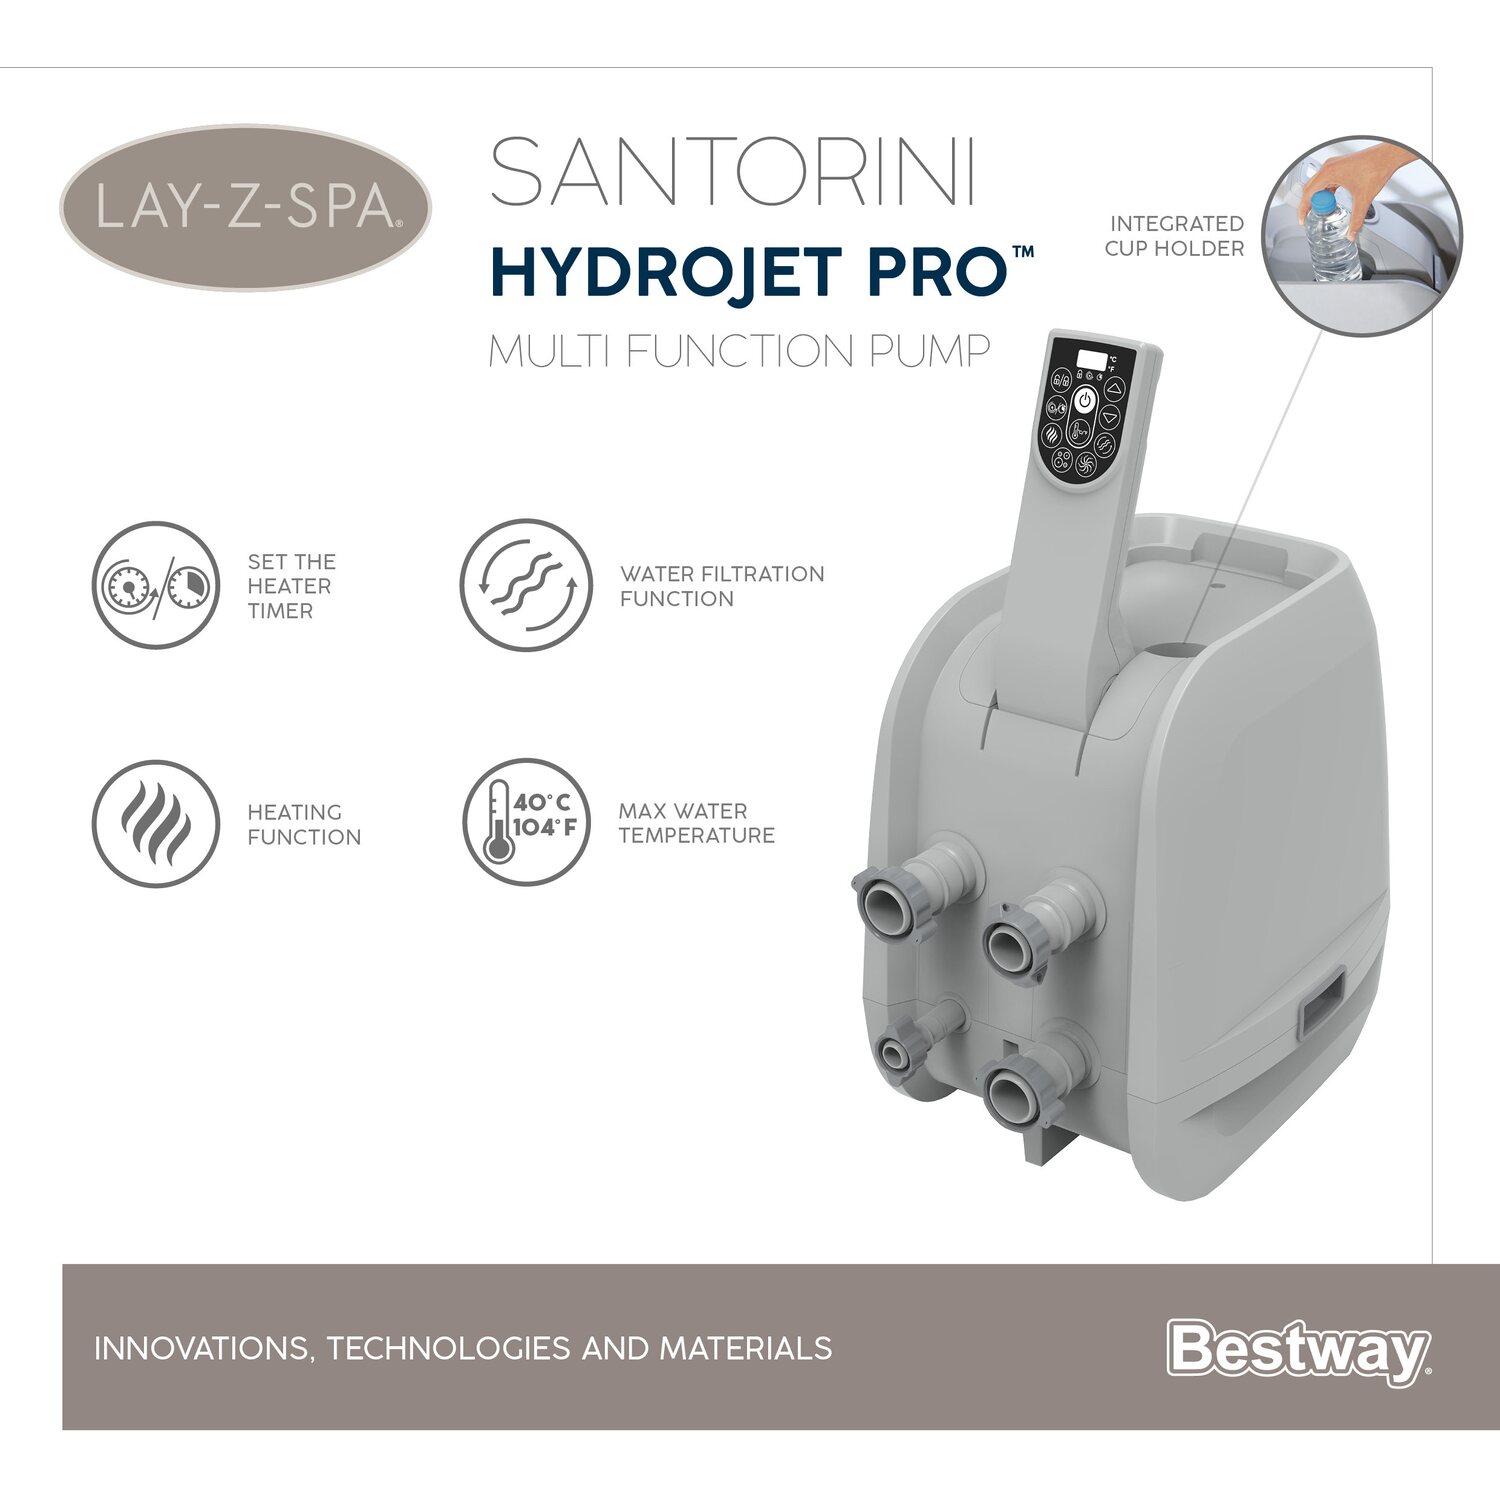 LAY-Z-SPA®
SANTORINI
HYDROJET PRO™
MULTI FUNCTION PUMP
INTEGRATED
CUP HOLDER
°C
°F
SET THE
HEATER
TIMER
WATER FILTRATION
FUNCTION
HEATING
FUNCTION
40°C
104°F
MAX WATER
TEMPERATURE
INNOVATIONS, TECHNOLOGIES AND MATERIALS
Bestway®